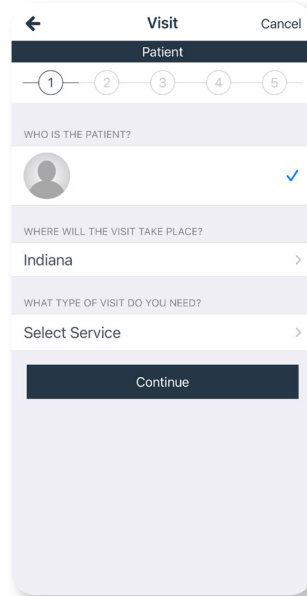 Visit
Cancel
Patient
1 2 3 4 5
WHO IS THE PATIENT?
WHERE WILL THE VISIT TAKE PLACE?
Indiana
WHAT TYPE OF VISIT DO YOU NEED?
Select Service
Continue